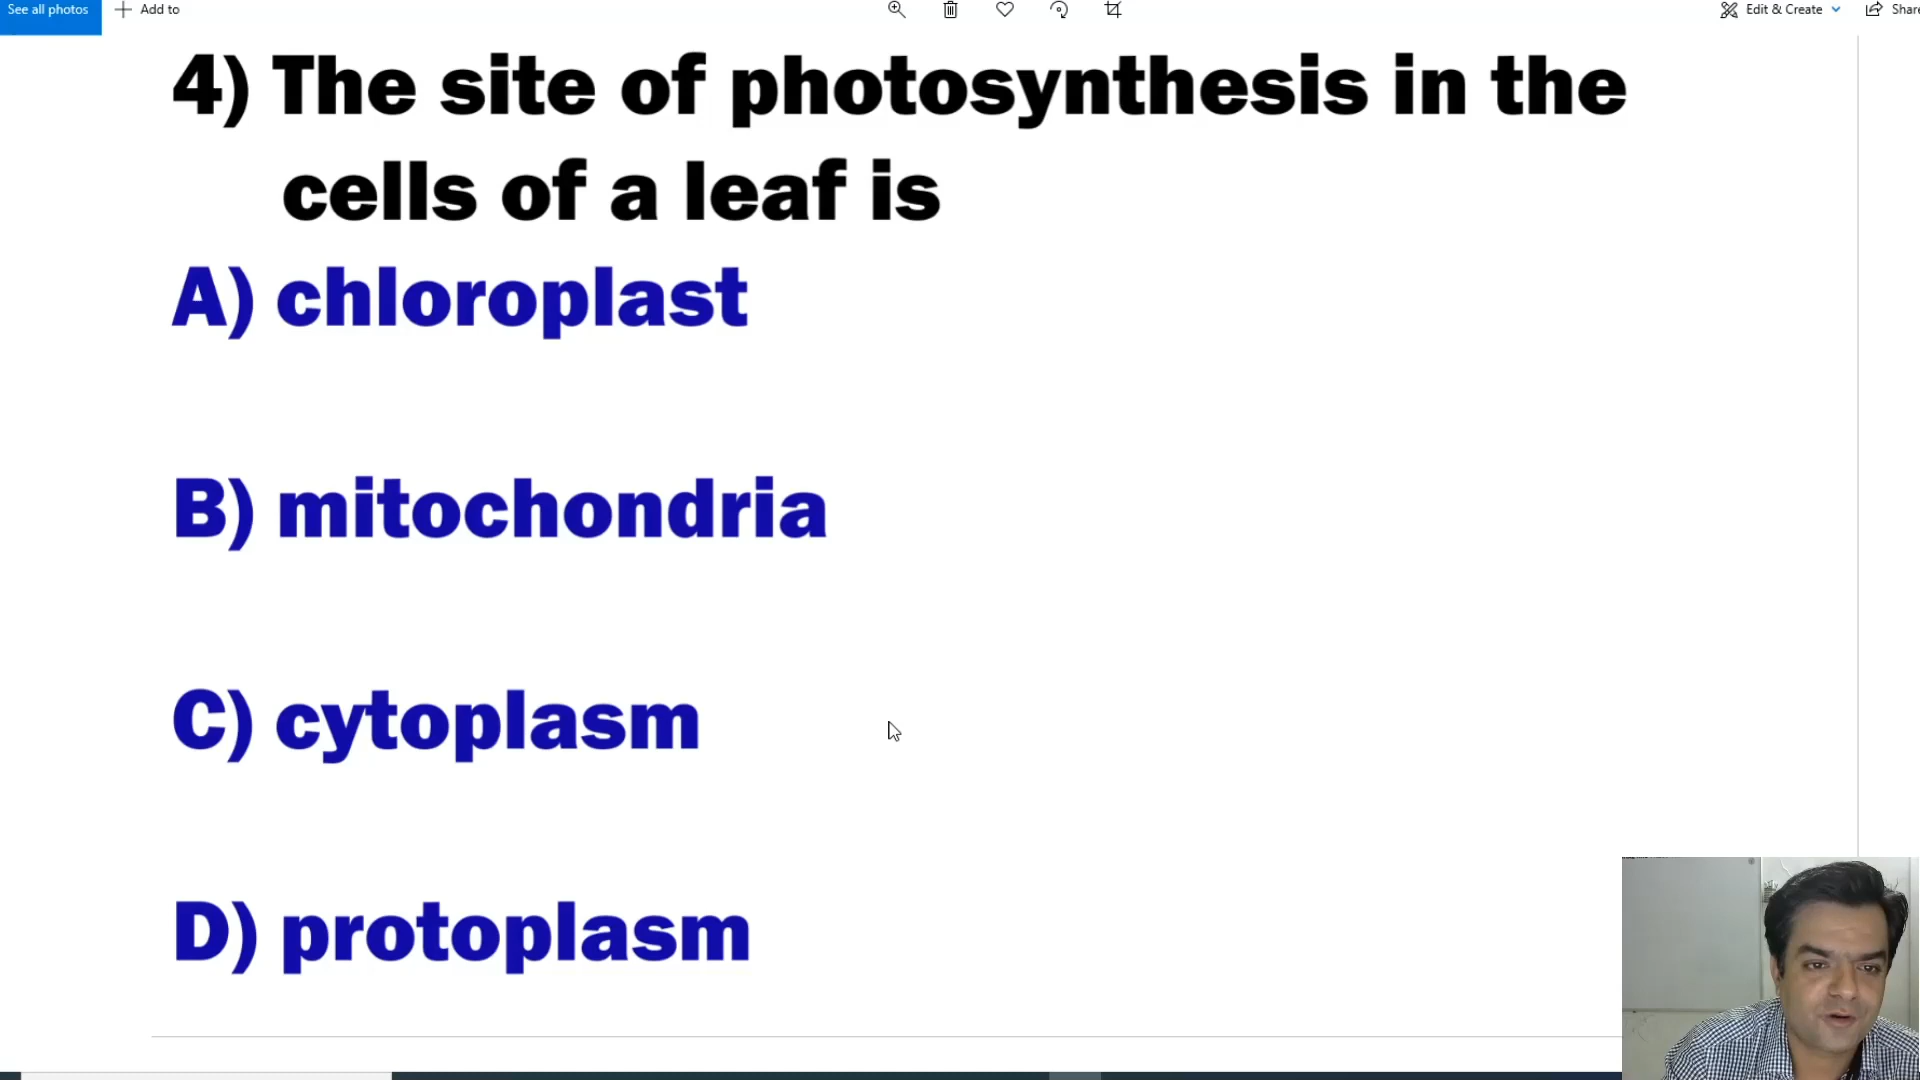 See all photos Add to Edit & Create Share
4) The site of photosynthesis in the
cells of a leaf is
A) chloroplast
B) mitochondria
C) cytoplasm
D) protoplasm